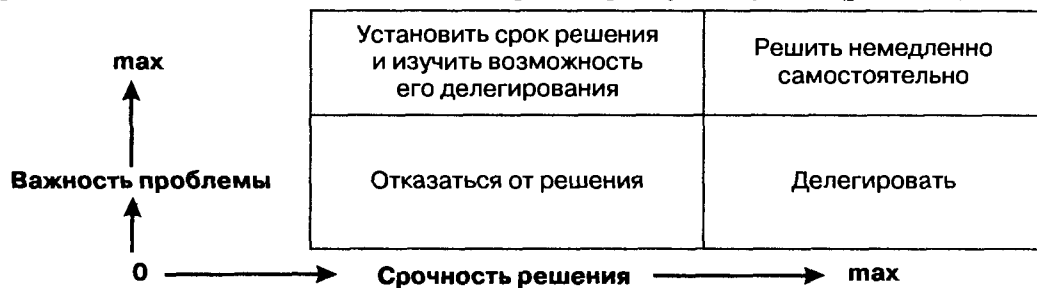 Установить срок решения
и изучить возможность
его делегирования
Решить немедленно
самостоятельно
max
Важность проблемы
Отказаться от решения
Делегировать
0
Срочность решения
max